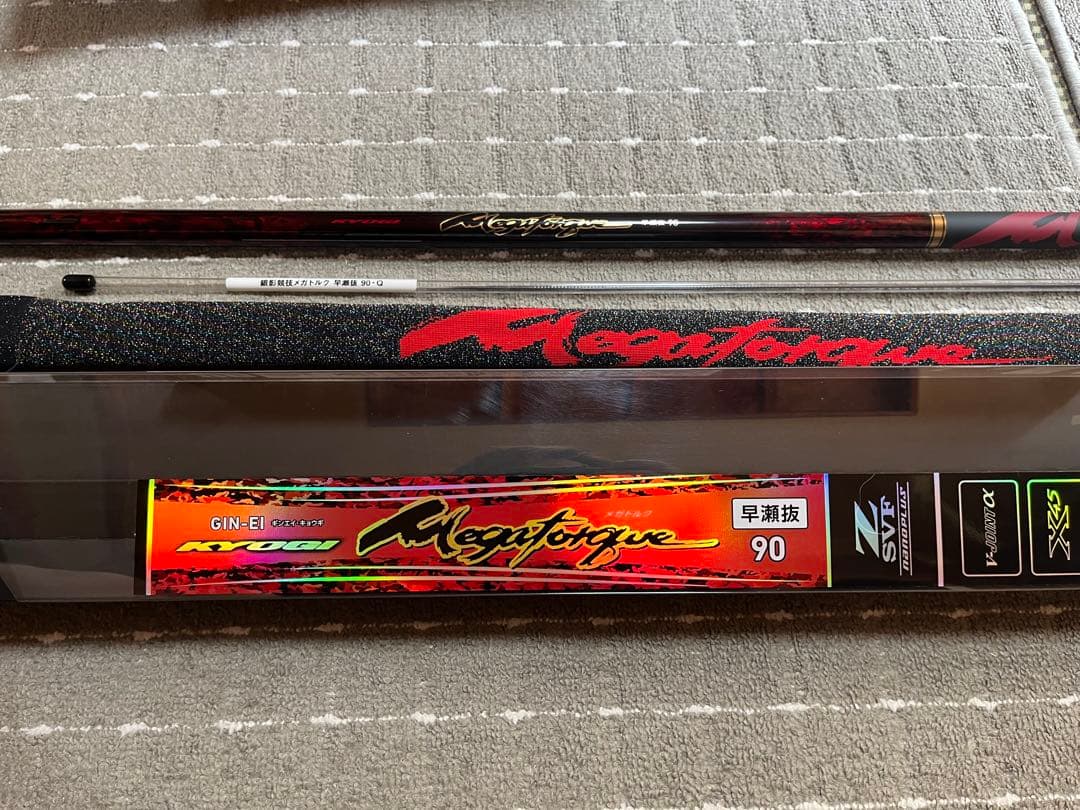 KYOGI Megatorque
銀影競技メガトルク 早瀬抜 90・Q
Megatorque
GIN-EI ギンエイ・キョウギ
KYOGI
メガトルク
Megatorque
早瀬抜
90
Z
SVF
nanoplus
V-JOINT α
X45